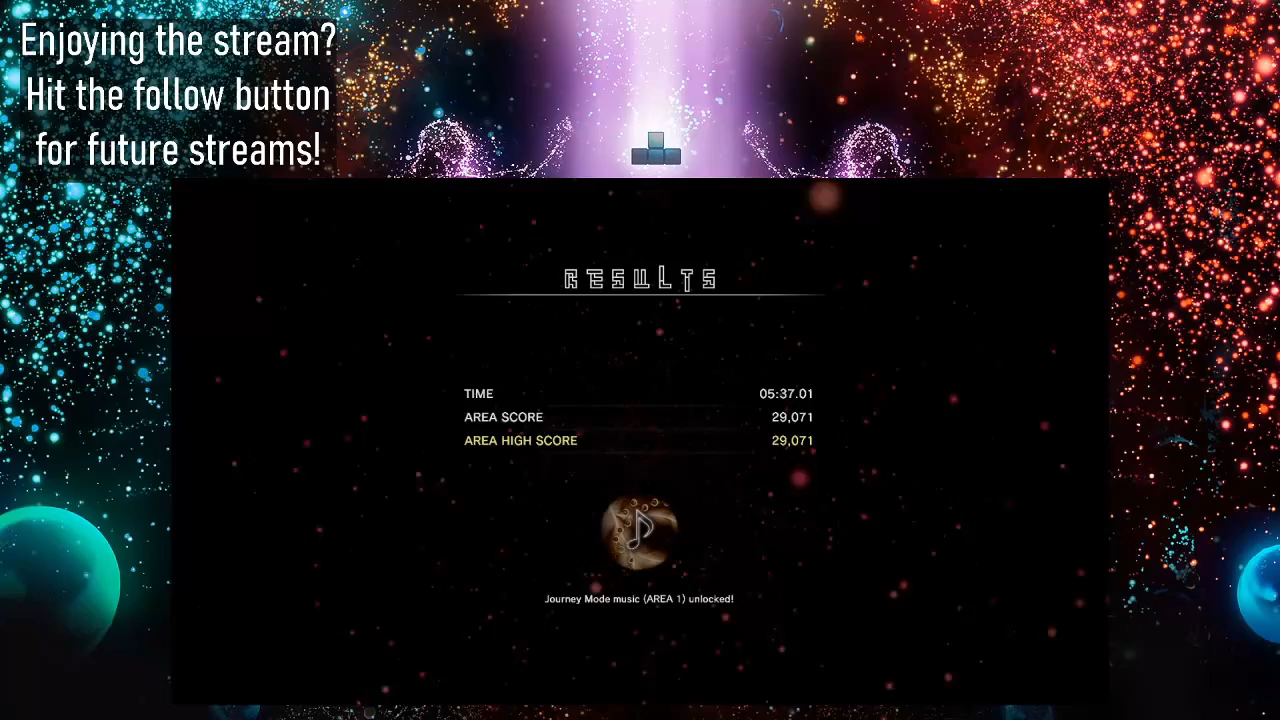 Enjoying the stream?
Hit the follow button
for future streams!
RESULTS
TIME 05:37.01
AREA SCORE 29,071
AREA HIGH SCORE 29,071
Journey Mode music (AREA 1) unlocked!